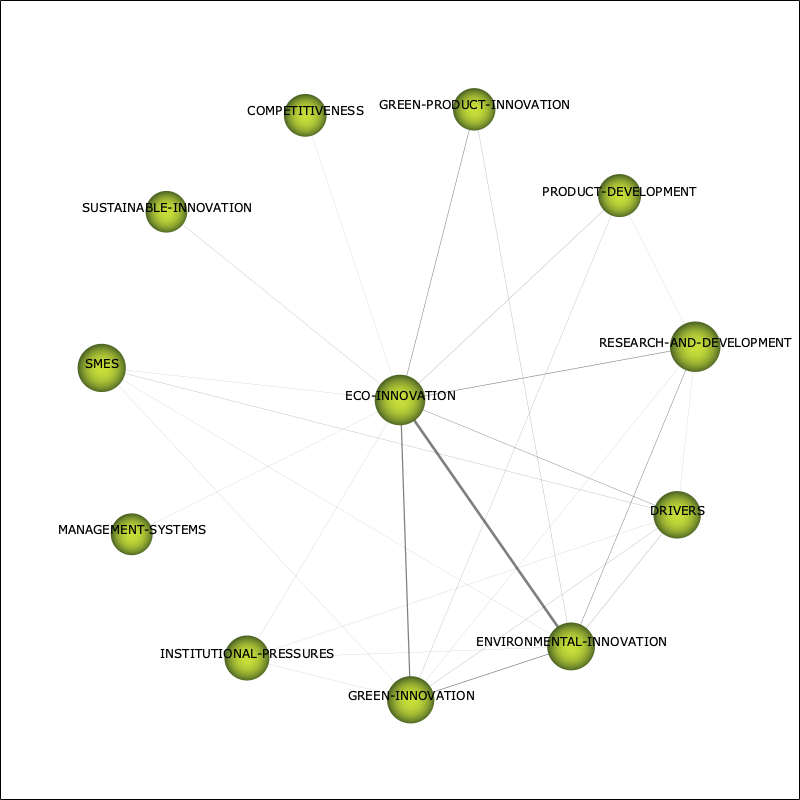 GREEN-PRODUCT-INNOVATION
COMPETITIVENESS
PRODUCT-DEVELOPMENT
SUSTAINABLE-INNOVATION
RESEARCH-AND-DEVELOPMENT
SMES
ECO-INNOVATION
DRIVERS
MANAGEMENT-SYSTEMS
ENVIRONMENTAL-INNOVATION
INSTITUTIONAL-PRESSURES
GREEN-INNOVATION